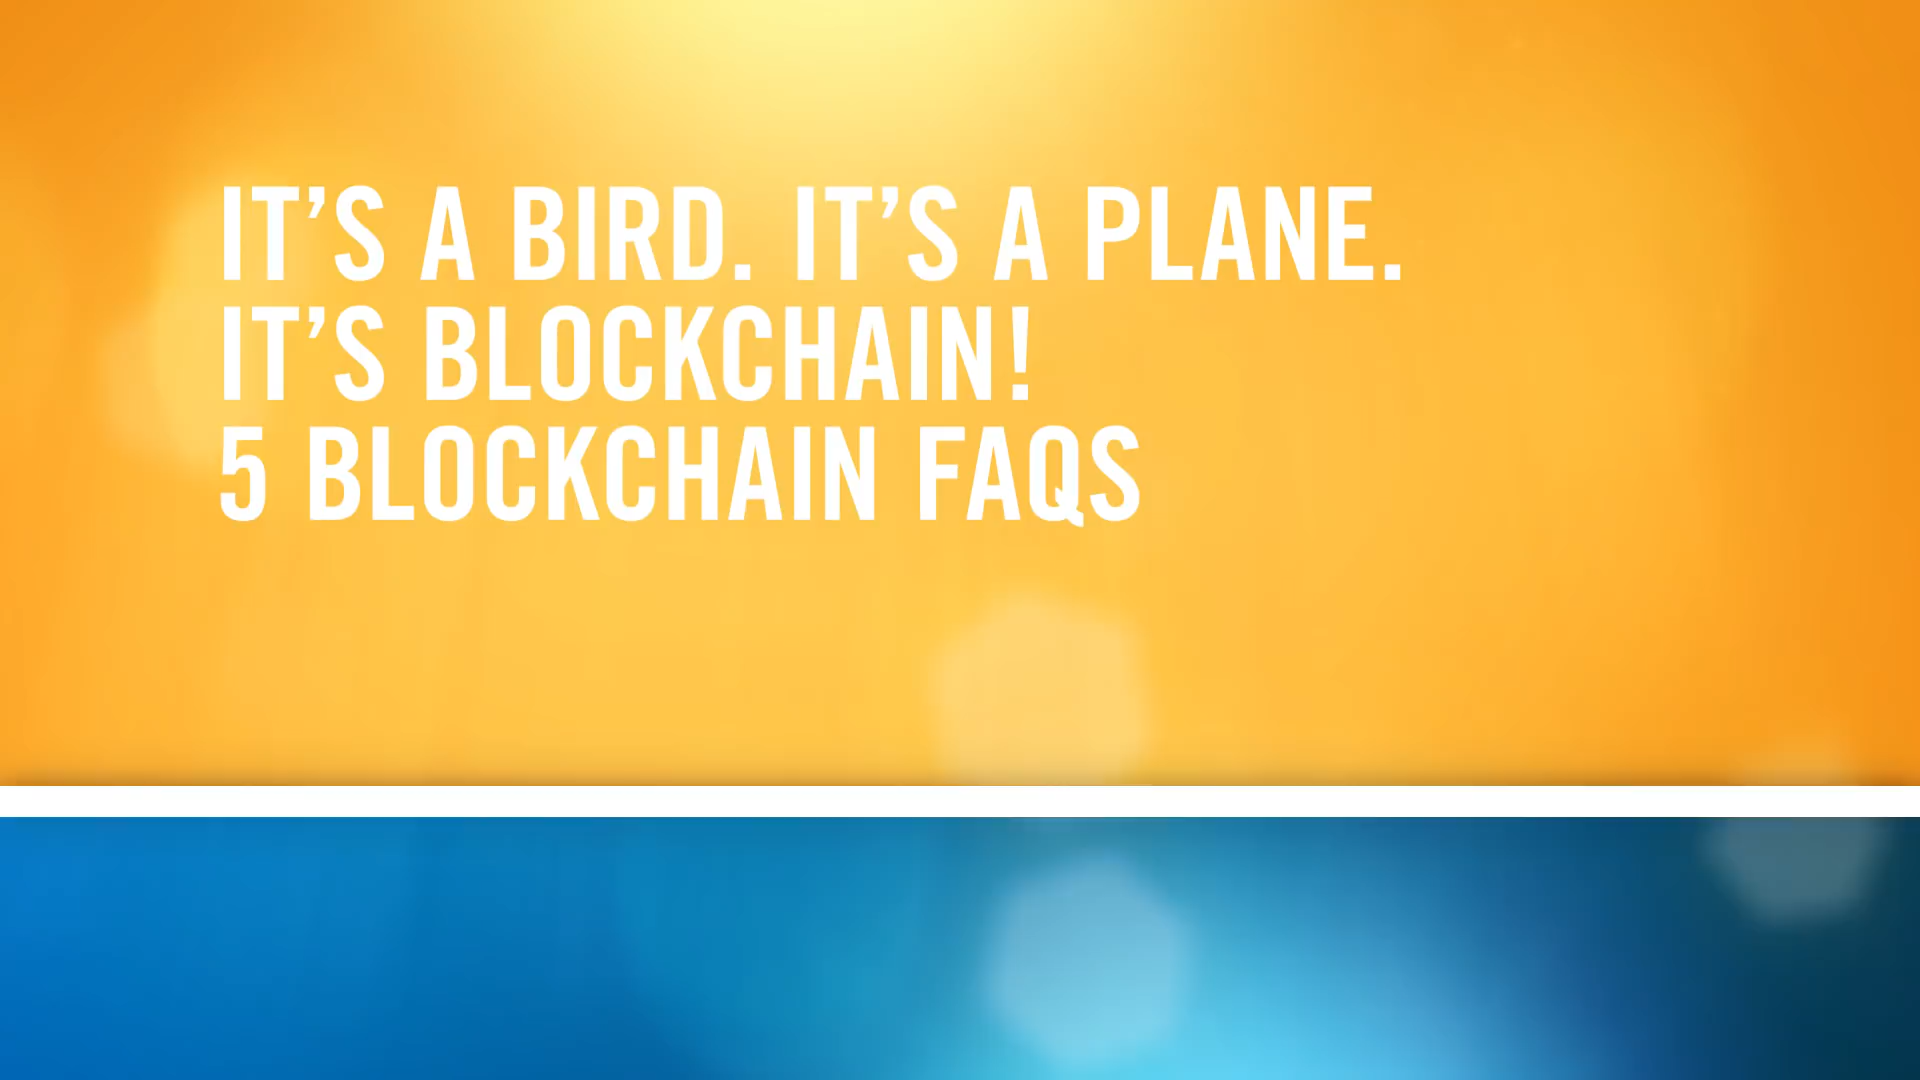 IT’S A BIRD. IT’S A PLANE.
IT’S BLOCKCHAIN!
5 BLOCKCHAIN FAQS